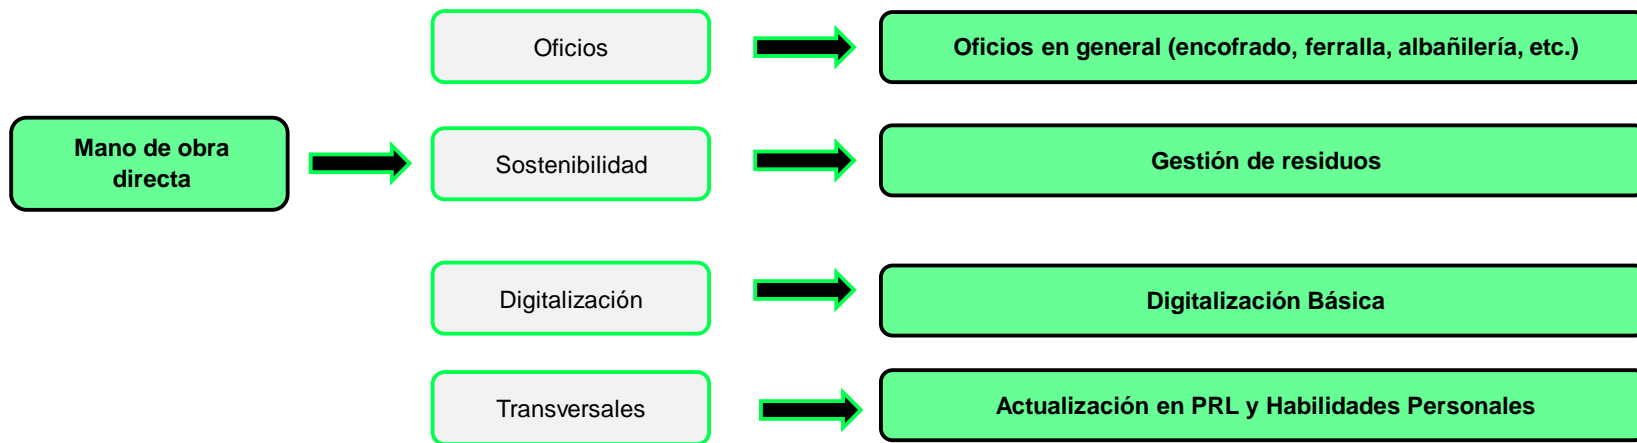 Oficios
Oficios en general (encofrado, ferralla, albañilería, etc.)
Mano de obra
directa
Sostenibilidad
Gestión de residuos
Digitalización
Digitalización Básica
Transversales
Actualización en PRL y Habilidades Personales